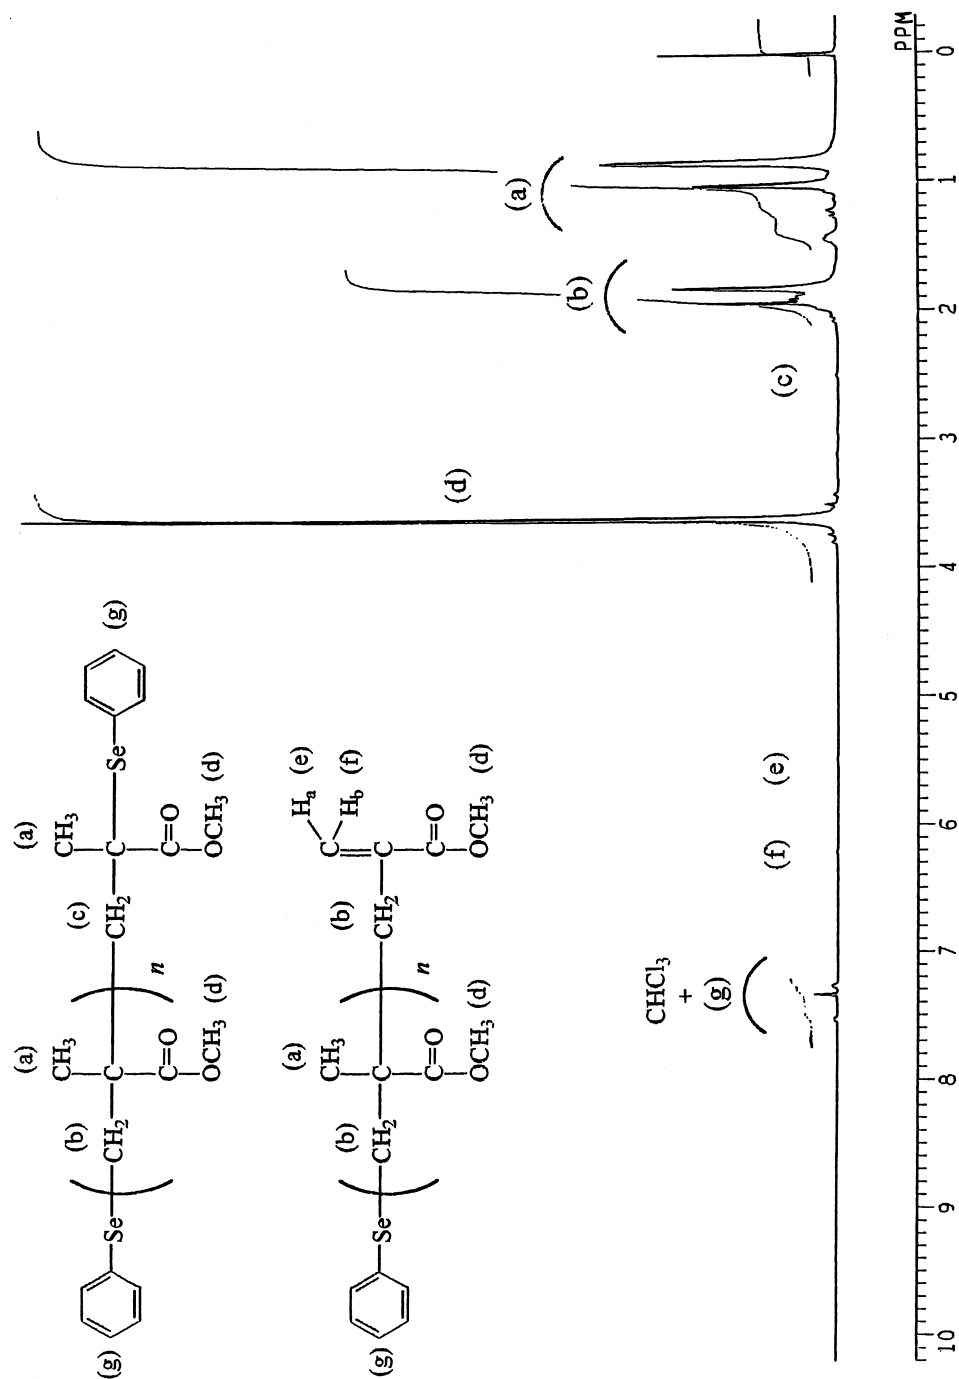 (a) (a)
(b) CH3 (c) CH3
Se CH2 C CH2 C Se
(g) C=O C=O (g)
OCH3 (d) n OCH3 (d)
(a) Ha (e)
(b) CH3 (b) C Hb (f)
Se CH2 C CH2 C
(g) C=O C=O
OCH3 (d) n OCH3 (d)
(d)
(a)
(b)
CHCl3
+
(g)
(f) (e) (c)
10 9 8 7 6 5 4 3 2 1 0
PPM